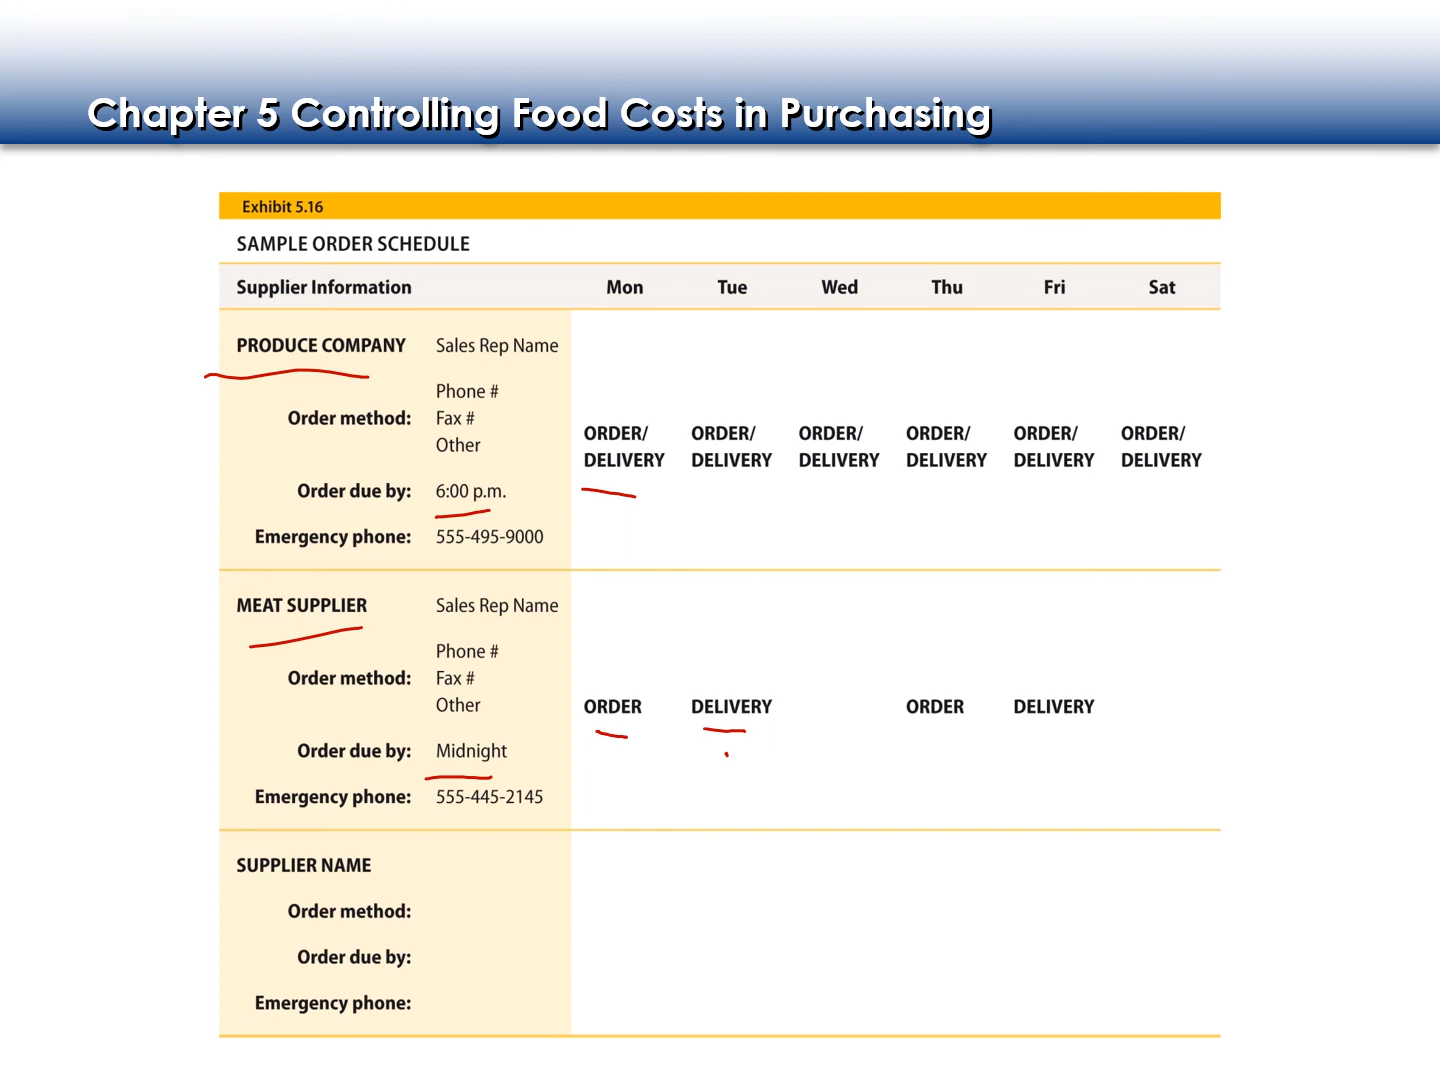 Chapter 5 Controlling Food Costs in Purchasing
Exhibit 5.16
SAMPLE ORDER SCHEDULE
Supplier Information Mon Tue Wed Thu Fri Sat
PRODUCE COMPANY Sales Rep Name
Phone #
Order method: Fax #
Other
ORDER/ ORDER/ ORDER/ ORDER/ ORDER/ ORDER/
DELIVERY DELIVERY DELIVERY DELIVERY DELIVERY DELIVERY
Order due by: 6:00 p.m.
Emergency phone: 555-495-9000
MEAT SUPPLIER Sales Rep Name
Phone #
Order method: Fax #
Other
ORDER DELIVERY ORDER DELIVERY
Order due by: Midnight
Emergency phone: 555-445-2145
SUPPLIER NAME
Order method:
Order due by:
Emergency phone: